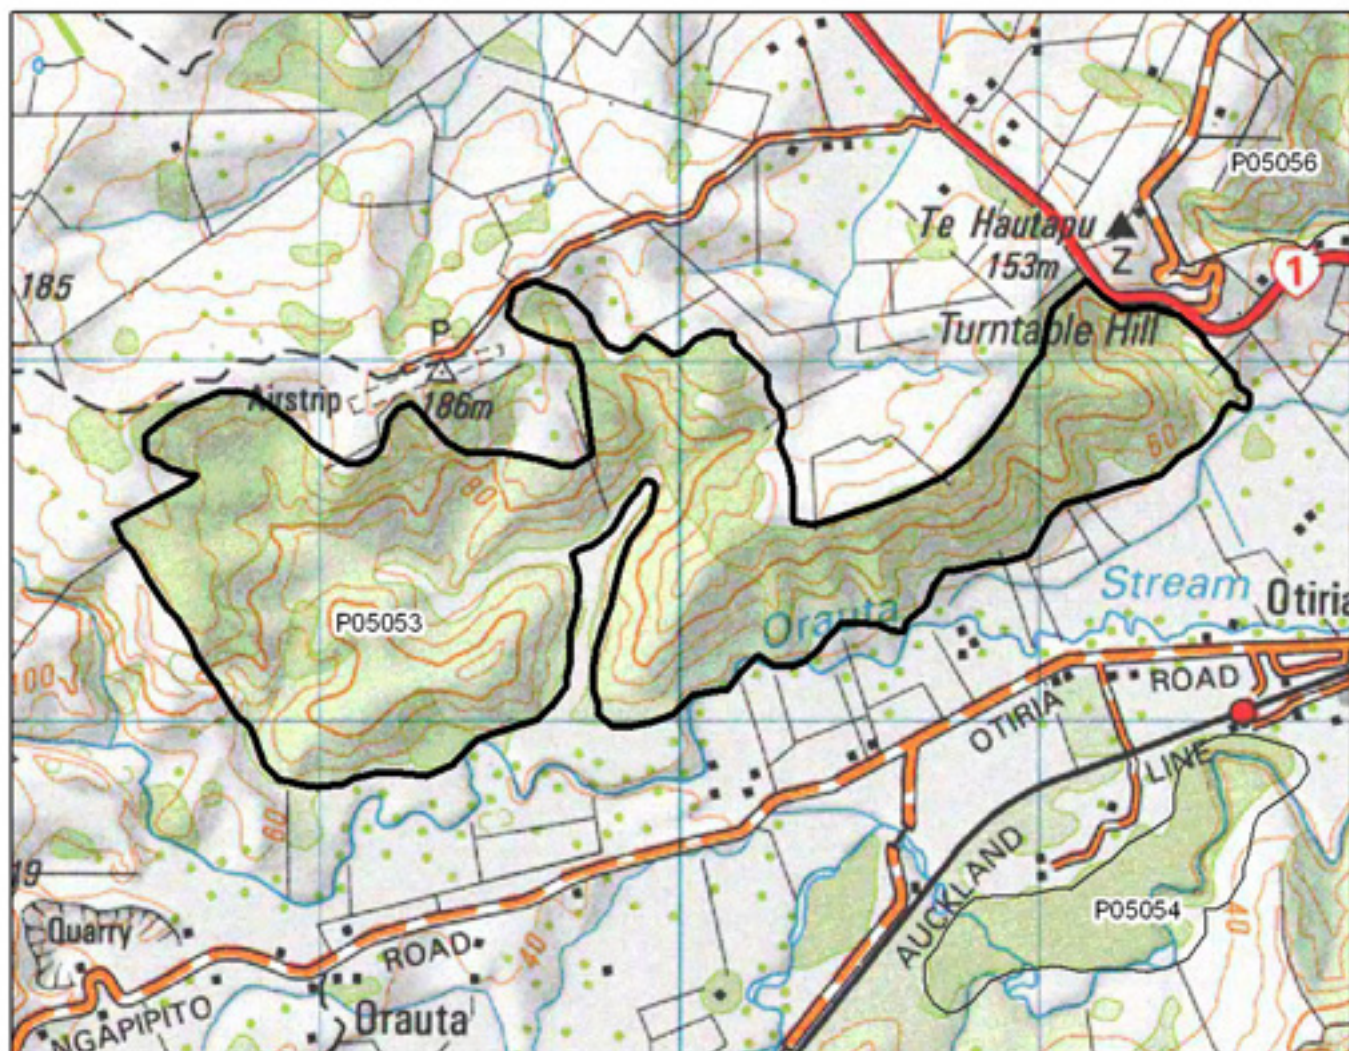 P05056
Te Hautapu
153m
Z
1
185
Turntable Hill
P
Airstrip
186m
80
60
P05053
Orauta
Stream
Otiria
100
ROAD
OTIRIA
LINE
60
AUCKLAND
19
P05054
40
Quarry
ROAD
40
NGAPIPITO
Orauta